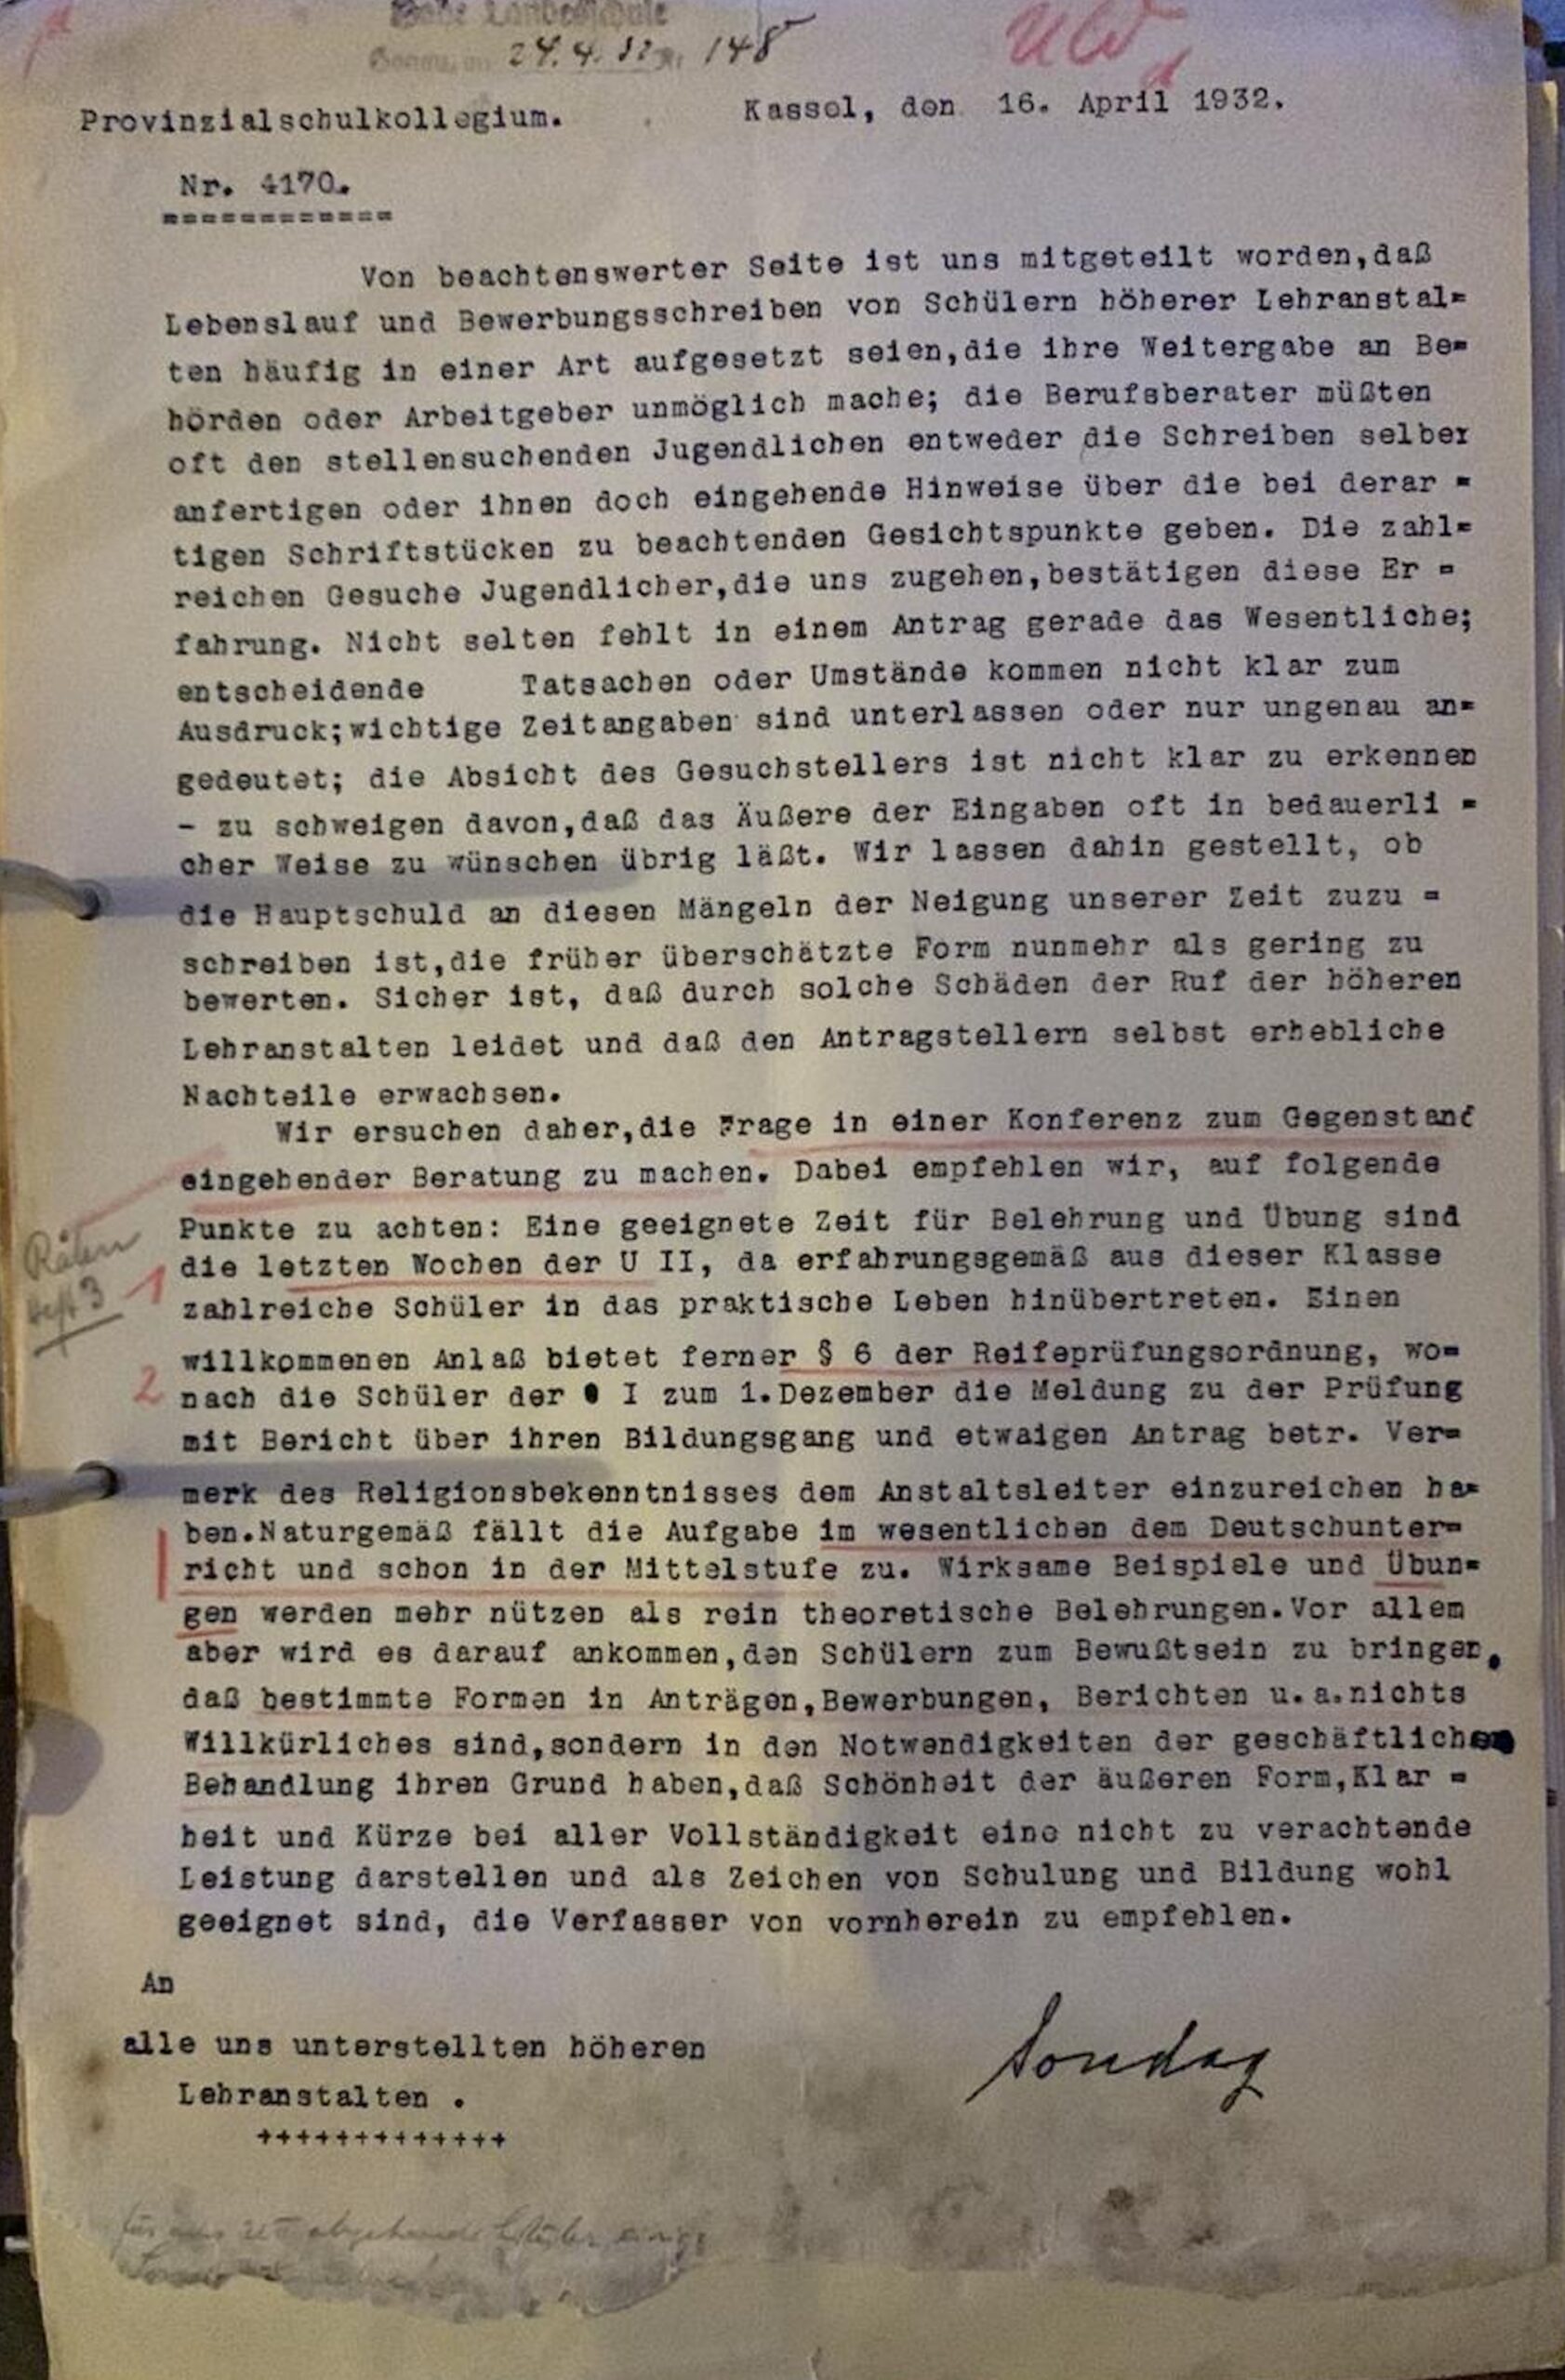 Hohe Landesschule
24.4.32 148
Provinzialschulkollegium.
Kassel, den 16. April 1932.
Nr. 4170.
============
Von beachtenswerter Seite ist uns mitgeteilt worden,daß
Lebenslauf und Bewerbungsschreiben von Schülern höherer Lehranstal=
ten häufig in einer Art aufgesetzt seien,die ihre Weitergabe an Be=
hörden oder Arbeitgeber unmöglich mache; die Berufsberater müßten
oft den stellensuchenden Jugendlichen entweder die Schreiben selber
anfertigen oder ihnen doch eingehende Hinweise über die bei derar =
tigen Schriftstücken zu beachtenden Gesichtspunkte geben. Die zahl=
reichen Gesuche Jugendlicher,die uns zugehen,bestätigen diese Er =
fahrung. Nicht selten fehlt in einem Antrag gerade das Wesentliche;
entscheidende Tatsachen oder Umstände kommen nicht klar zum
Ausdruck;wichtige Zeitangaben sind unterlassen oder nur ungenau an=
gedeutet; die Absicht des Gesuchstellers ist nicht klar zu erkennen
- zu schweigen davon,daß das Äußere der Eingaben oft in bedauerli =
cher Weise zu wünschen übrig läßt. Wir lassen dahin gestellt, ob
die Hauptschuld an diesen Mängeln der Neigung unserer Zeit zuzu =
schreiben ist,die früher überschätzte Form nunmehr als gering zu
bewerten. Sicher ist, daß durch solche Schäden der Ruf der höheren
Lehranstalten leidet und daß den Antragstellern selbst erhebliche
Nachteile erwachsen.
Wir ersuchen daher,die Frage in einer Konferenz zum Gegenstand
eingehender Beratung zu machen. Dabei empfehlen wir, auf folgende
Punkte zu achten: Eine geeignete Zeit für Belehrung und Übung sind
1 die letzten Wochen der U II, da erfahrungsgemäß aus dieser Klasse
zahlreiche Schüler in das praktische Leben hinübertreten. Einen
willkommenen Anlaß bietet ferner § 6 der Reifeprüfungsordnung, wo=
2 nach die Schüler der O I zum 1.Dezember die Meldung zu der Prüfung
mit Bericht über ihren Bildungsgang und etwaigen Antrag betr. Ver=
merk des Religionsbekenntnisses dem Anstaltsleiter einzureichen ha=
ben.Naturgemäß fällt die Aufgabe im wesentlichen dem Deutschunter=
richt und schon in der Mittelstufe zu. Wirksame Beispiele und Übun=
gen werden mehr nützen als rein theoretische Belehrungen.Vor allem
aber wird es darauf ankommen,den Schülern zum Bewußtsein zu bringen,
daß bestimmte Formen in Anträgen,Bewerbungen, Berichten u.a.nichts
Willkürliches sind,sondern in den Notwendigkeiten der geschäftlichen
Behandlung ihren Grund haben,daß Schönheit der äußeren Form,Klar =
heit und Kürze bei aller Vollständigkeit eine nicht zu verachtende
Leistung darstellen und als Zeichen von Schulung und Bildung wohl
geeignet sind, die Verfasser von vornherein zu empfehlen.
An
alle uns unterstellten höheren
Lehranstalten .
+++++++++++++
Sondag